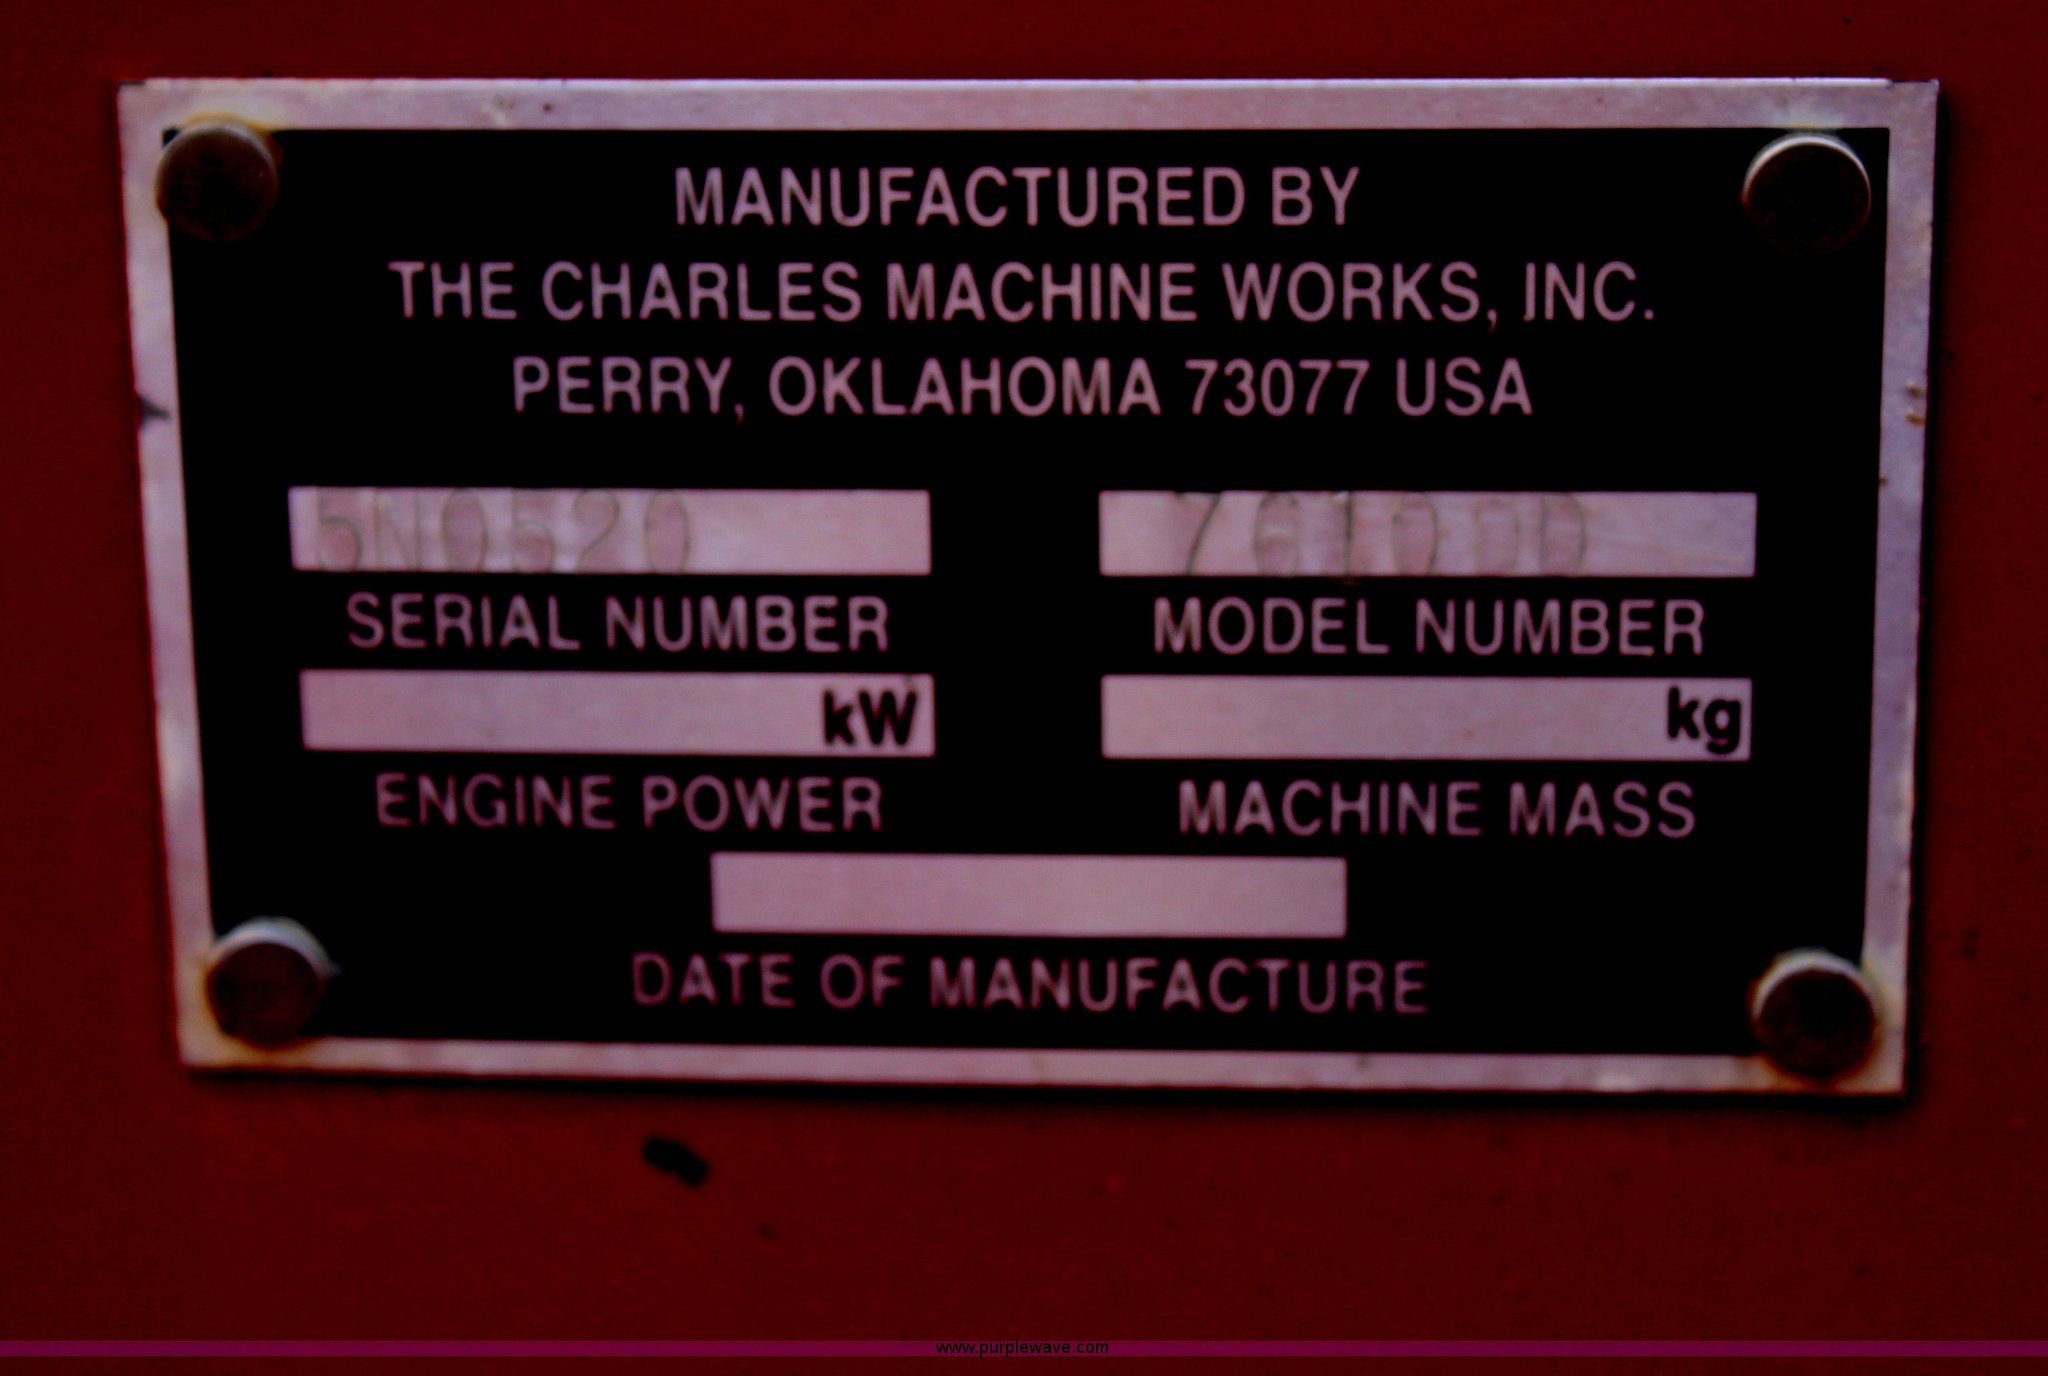 MANUFACTURED BY
THE CHARLES MACHINE WORKS, INC.
PERRY, OKLAHOMA 73077 USA
5N0520
7610DD
SERIAL NUMBER
MODEL NUMBER
kW
kg
ENGINE POWER
MACHINE MASS
DATE OF MANUFACTURE
www.purplewave.com